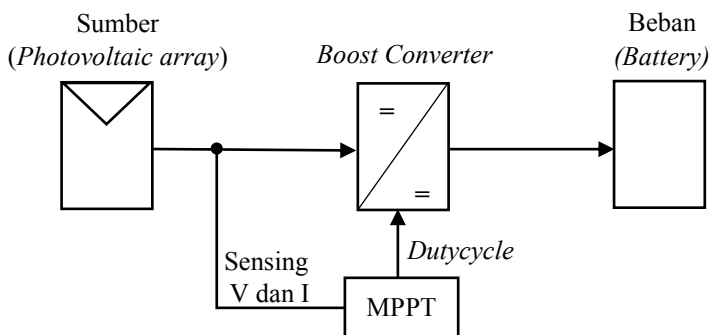 Sumber
(Photovoltaic array)
Boost Converter
Beban
(Battery)
=
=
Dutycycle
Sensing
V dan I
MPPT